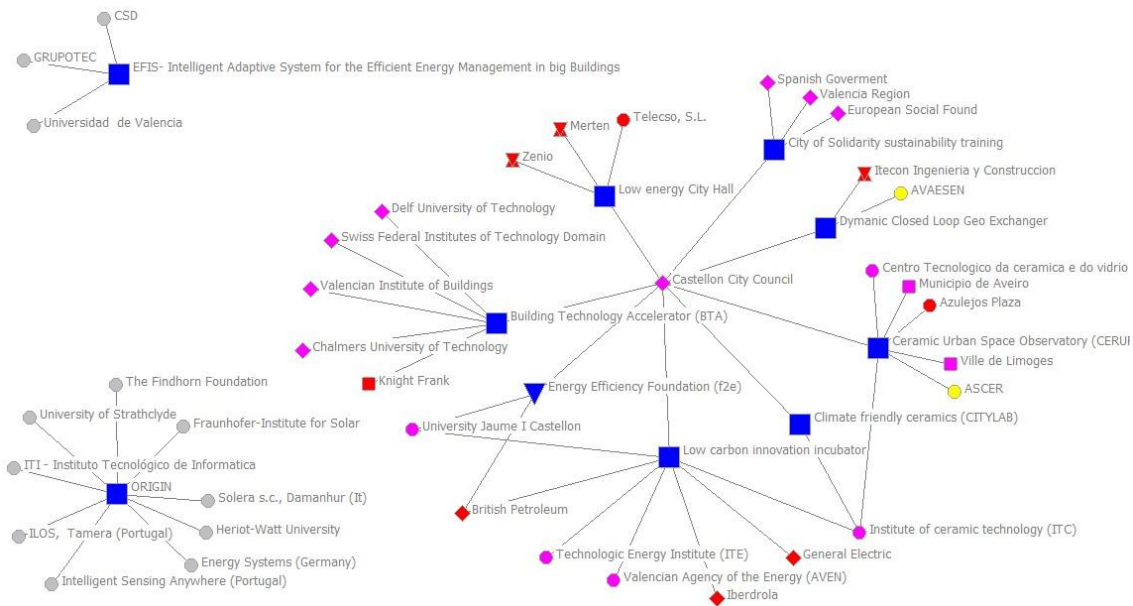 CSD
GRUPOTEC
EFIS- Intelligent Adaptive System for the Efficient Energy Management in big Buildings
Universidad de Valencia
Spanish Goverment
Valencia Region
European Social Found
City of Solidarity sustainability training
Telecso, S.L.
Merten
Zenio
Low energy City Hall
Itecon Ingenieria y Construccion
AVAESEN
Dymanic Closed Loop Geo Exchanger
Delf University of Technology
Swiss Federal Institutes of Technology Domain
Valencian Institute of Buildings
Building Technology Accelerator (BTA)
Chalmers University of Technology
Knight Frank
Castellon City Council
Centro Tecnologico da ceramica e do vidrio
Municipio de Aveiro
Azulejos Plaza
Ceramic Urban Space Observatory (CERUR
Ville de Limoges
ASCER
Energy Efficiency Foundation (f2e)
University Jaume I Castellon
Climate friendly ceramics (CITYLAB)
Low carbon innovation incubator
British Petroleum
Technologic Energy Institute (ITE)
Valencian Agency of the Energy (AVEN)
Iberdrola
General Electric
Institute of ceramic technology (ITC)
The Findhorn Foundation
University of Strathclyde
Fraunhofer-Institute for Solar
ITI - Instituto Tecnológico de Informatica
ORIGIN
Solera s.c., Damanhur (It)
ILOS, Tamera (Portugal)
Heriot-Watt University
Energy Systems (Germany)
Intelligent Sensing Anywhere (Portugal)